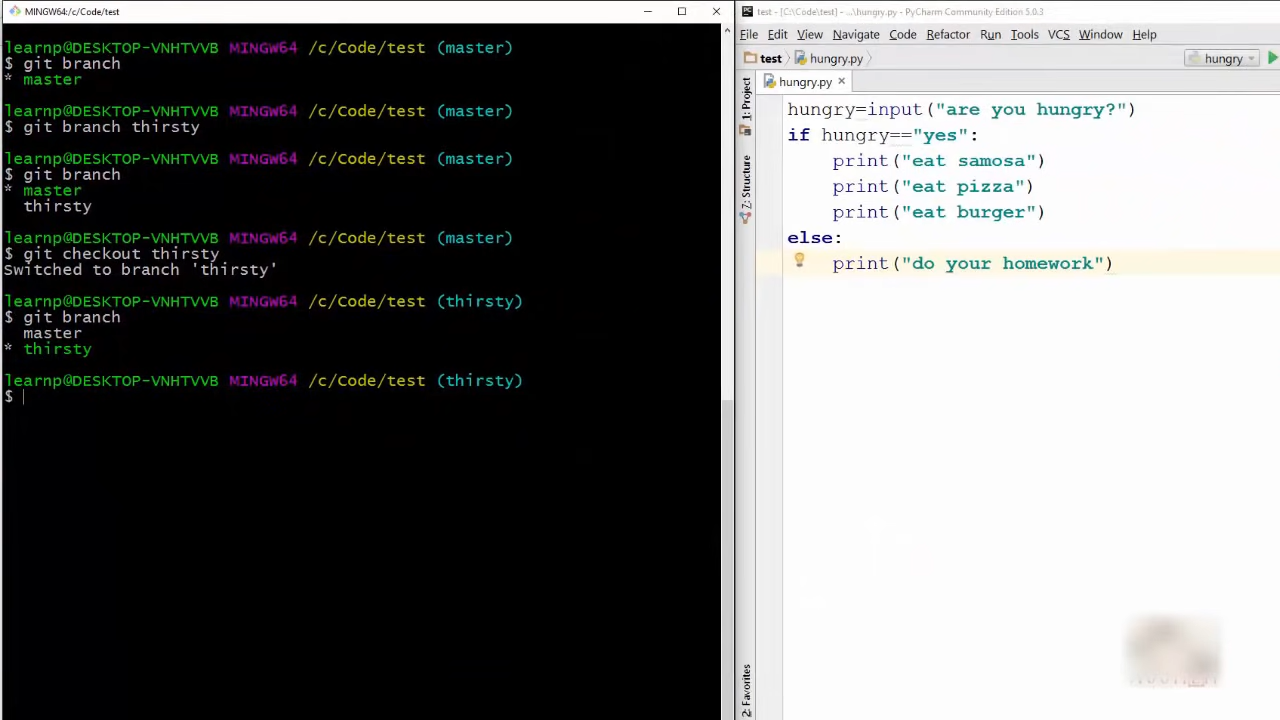 MINGW64:/c/Code/test
learnp@DESKTOP-VNHTVVB MINGW64 /c/Code/test (master)
$ git branch
* master
learnp@DESKTOP-VNHTVVB MINGW64 /c/Code/test (master)
$ git branch thirsty
learnp@DESKTOP-VNHTVVB MINGW64 /c/Code/test (master)
$ git branch
* master
thirsty
learnp@DESKTOP-VNHTVVB MINGW64 /c/Code/test (master)
$ git checkout thirsty
Switched to branch 'thirsty'
learnp@DESKTOP-VNHTVVB MINGW64 /c/Code/test (thirsty)
$ git branch
master
* thirsty
learnp@DESKTOP-VNHTVVB MINGW64 /c/Code/test (thirsty)
$
test - [C:\Code\test] - ...\hungry.py - PyCharm Community Edition 5.0.3
File Edit View Navigate Code Refactor Run Tools VCS Window Help
test hungry.py hungry
hungry.py
1: Project
Z: Structure
2: Favorites
hungry=input("are you hungry?")
if hungry=="yes":
print("eat samosa")
print("eat pizza")
print("eat burger")
else:
print("do your homework")